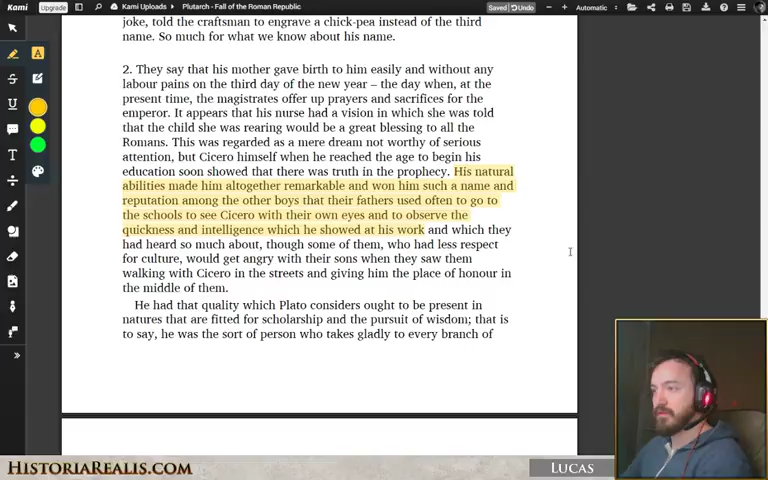 Kami
Upgrade
Kami Uploads
Plutarch - Fall of the Roman Republic
Saved
Undo
Automatic
joke, told the craftsman to engrave a chick-pea instead of the third
name. So much for what we know about his name.
2. They say that his mother gave birth to him easily and without any
labour pains on the third day of the new year – the day when, at the
present time, the magistrates offer up prayers and sacrifices for the
emperor. It appears that his nurse had a vision in which she was told
that the child she was rearing would be a great blessing to all the
Romans. This was regarded as a mere dream not worthy of serious
attention, but Cicero himself when he reached the age to begin his
education soon showed that there was truth in the prophecy. His natural
abilities made him altogether remarkable and won him such a name and
reputation among the other boys that their fathers used often to go to
the schools to see Cicero with their own eyes and to observe the
quickness and intelligence which he showed at his work and which they
had heard so much about, though some of them, who had less respect
for culture, would get angry with their sons when they saw them
walking with Cicero in the streets and giving him the place of honour in
the middle of them.
He had that quality which Plato considers ought to be present in
natures that are fitted for scholarship and the pursuit of wisdom; that is
to say, he was the sort of person who takes gladly to every branch of
HISTORIAREALIS.COM
LUCAS